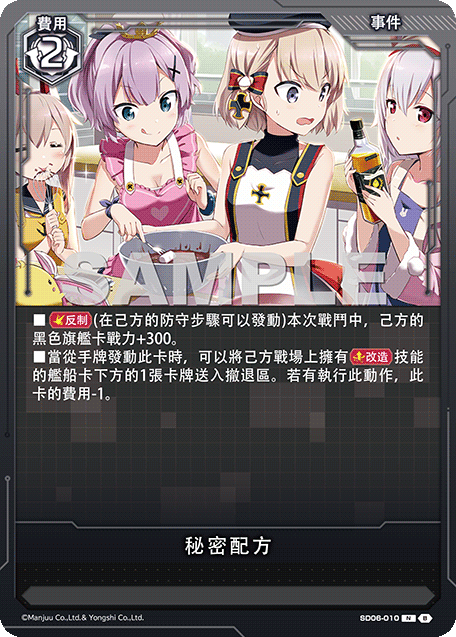 費用
事件
2
SAMPLE
■反制(在己方的防守步驟可以發動)本次戰鬥中，己方的
黑色旗艦卡戰力+300。
■當從手牌發動此卡時，可以將己方戰場上擁有改造技能
的艦船卡下方的1張卡牌送入撤退區。若有執行此動作，此
卡的費用-1。
秘密配方
©Manjuu Co.,Ltd.& Yongshi Co.,Ltd.
SD06-010 N B